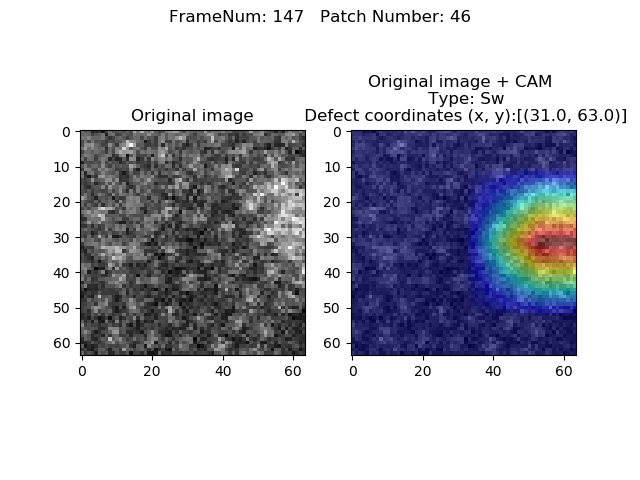 FrameNum: 147   Patch Number: 46
Original image
Original image + CAM
Type: Sw
Defect coordinates (x, y):[(31.0, 63.0)]
0
10
20
30
40
50
60
0 20 40 60
0
10
20
30
40
50
60
0 20 40 60